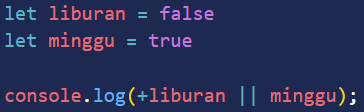 let liburan = false
let minggu = true
console.log(+liburan || minggu);